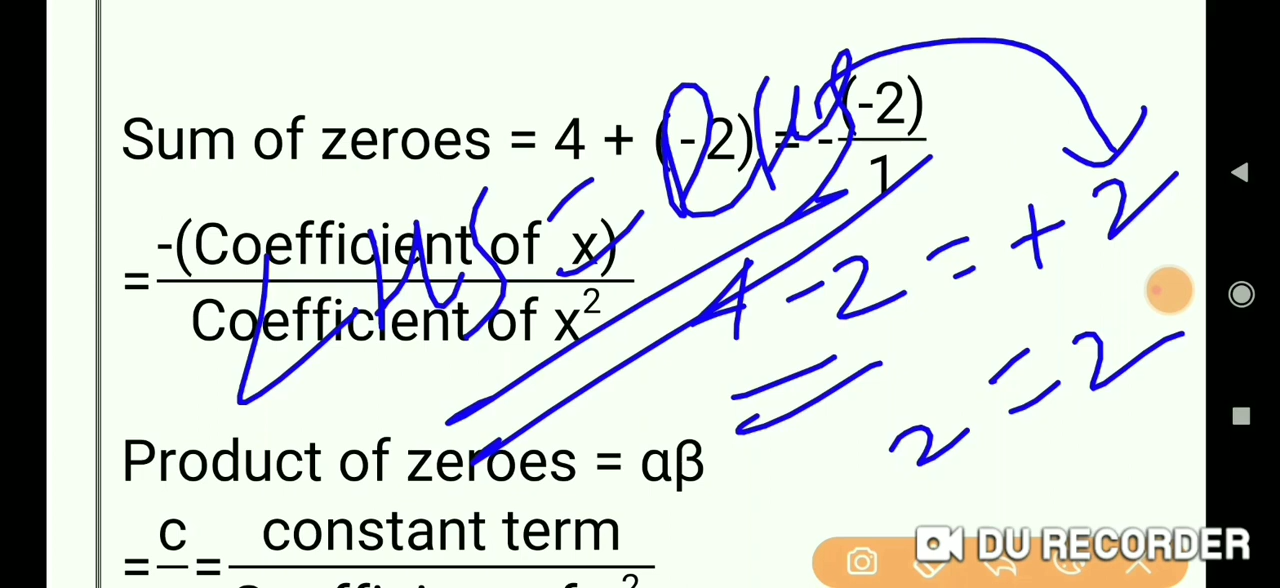 Sum of zeroes = 4 + (-2) = -(-2)/1
= -(Coefficient of x)/Coefficient of x²
LHS = RHS
4 - 2 = + 2
2 = 2
Product of zeroes = αβ
= c = constant term
DU RECORDER